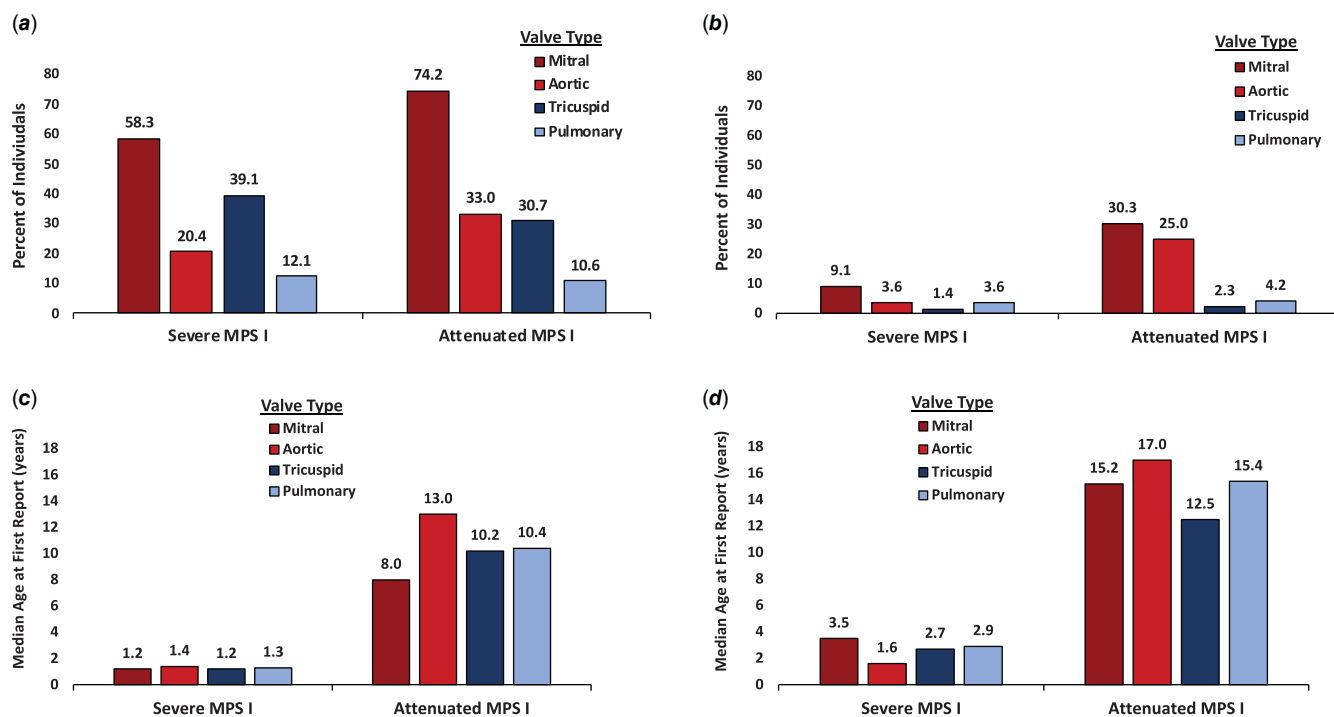 (a)
Valve Type
Mitral
Aortic
Tricuspid
Pulmonary
Percent of Indiviudals
80
70
60
50
40
30
20
10
0
58.3
20.4
39.1
12.1
74.2
33.0
30.7
10.6
Severe MPS I
Attenuated MPS I
(b)
Valve Type
Mitral
Aortic
Tricuspid
Pulmonary
Percent of Individuals
80
70
60
50
40
30
20
10
0
9.1
3.6
1.4
3.6
30.3
25.0
2.3
4.2
Severe MPS I
Attenuated MPS I
(c)
Valve Type
Mitral
Aortic
Tricuspid
Pulmonary
Median Age at First Report (years)
18
16
14
12
10
8
6
4
2
0
1.2
1.4
1.2
1.3
8.0
13.0
10.2
10.4
Severe MPS I
Attenuated MPS I
(d)
Valve Type
Mitral
Aortic
Tricuspid
Pulmonary
Median Age at First Report (years)
18
16
14
12
10
8
6
4
2
0
3.5
1.6
2.7
2.9
15.2
17.0
12.5
15.4
Severe MPS I
Attenuated MPS I